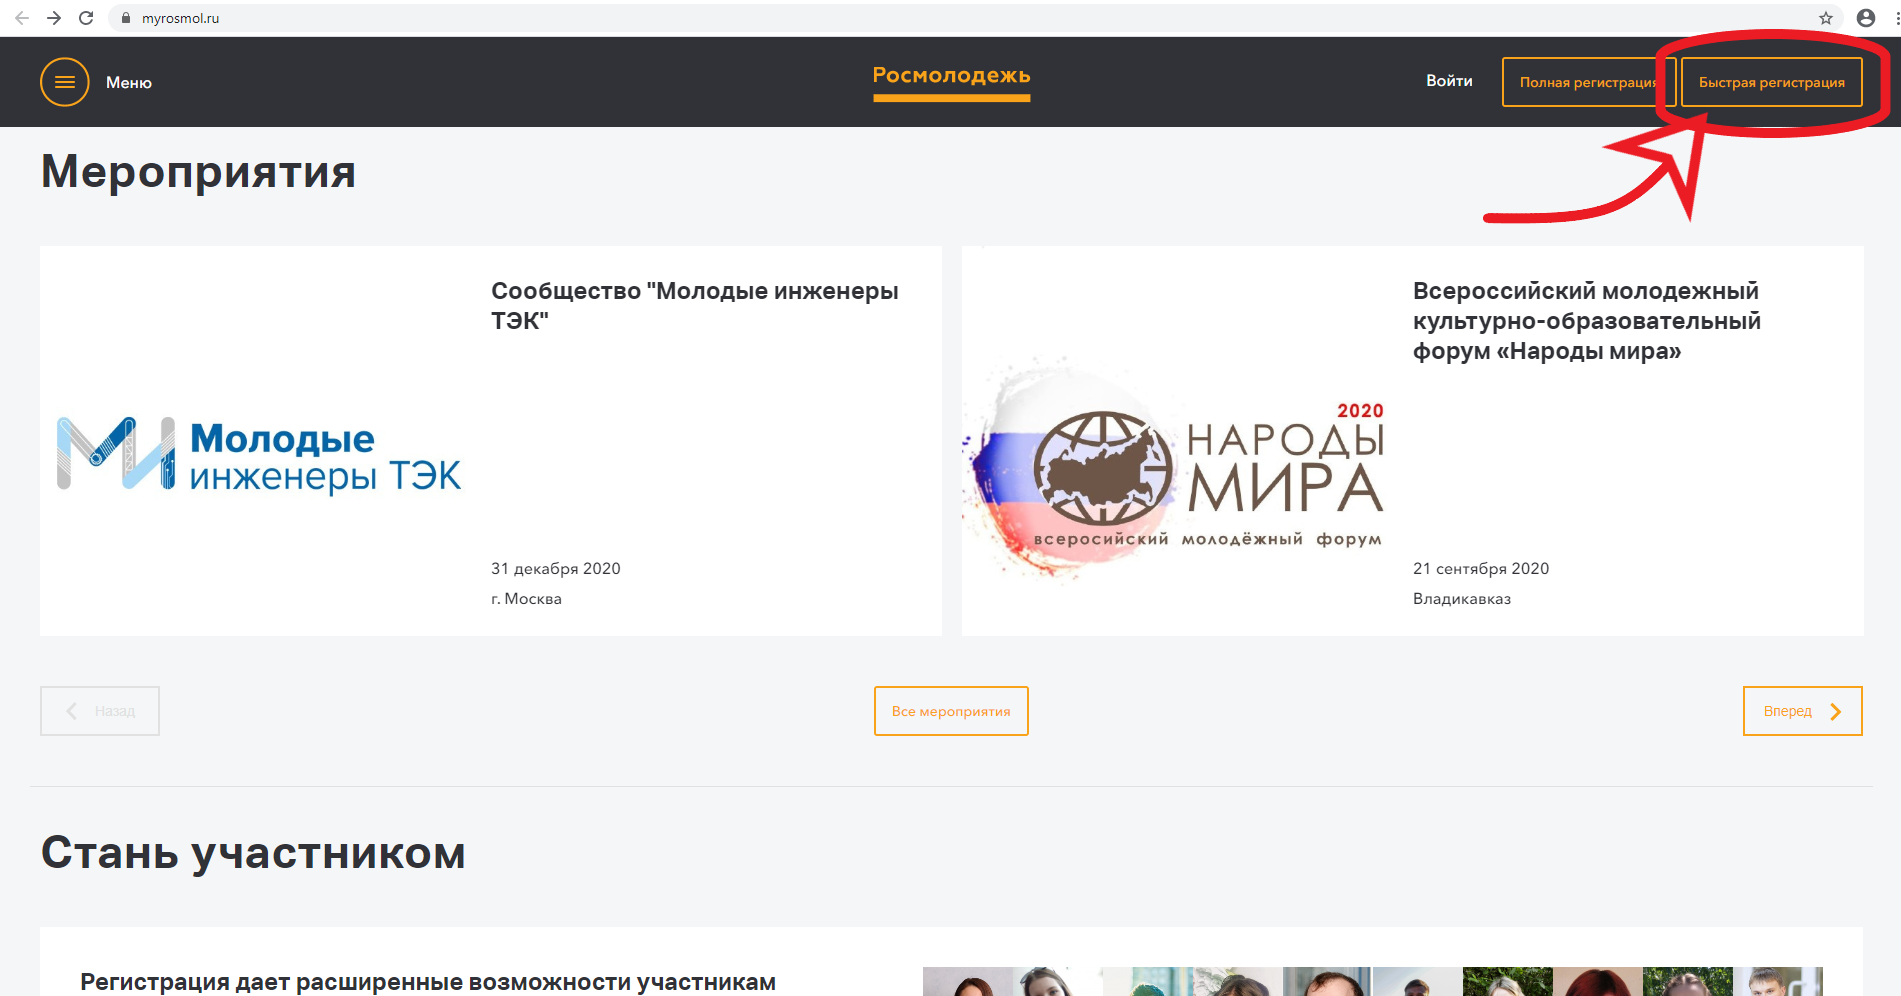 myrosmol.ru
Меню
Росмолодежь
Войти
Полная регистрация
Быстрая регистрация
Мероприятия
Сообщество "Молодые инженеры
ТЭК"
Молодые
инженеры ТЭК
31 декабря 2020
г. Москва
Всероссийский молодежный
культурно-образовательный
форум «Народы мира»
2020
НАРОДЫ
МИРА
всеросийский молодёжный форум
21 сентября 2020
Владикавказ
Назад
Все мероприятия
Вперед
Стань участником
Регистрация дает расширенные возможности участникам